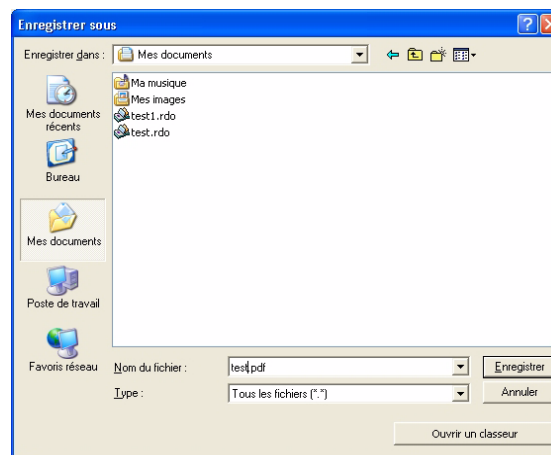 Enregistrer sous
Enregistrer dans :
Mes documents
Ma musique
Mes images
test1.rdo
test.rdo
Mes documents
récents
Bureau
Mes documents
Poste de travail
Favoris réseau
Nom du fichier :
test.pdf
Enregistrer
Type :
Tous les fichiers (*.*)
Annuler
Ouvrir un classeur